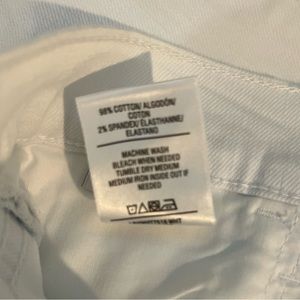 98% COTTON/ ALGODÓN/
COTON
2% SPANDEX/ ÉLASTHANNE/
ELASTANO
MACHINE WASH
BLEACH WHEN NEEDED
TUMBLE DRY MEDIUM
MEDIUM IRON INSIDE OUT IF
NEEDED